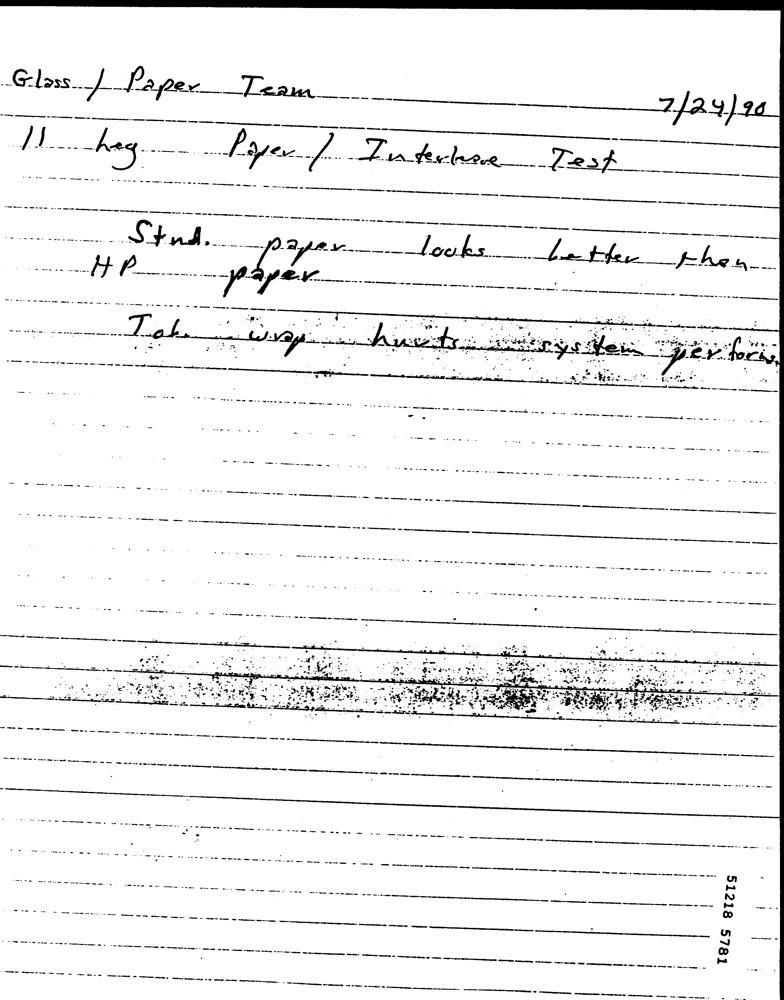 Glass / Paper Team
7/24/90
11 leg Paper / Interleave Test
Stnd. paper looks better than
HP paper
Tob. wrap hurts system perform.
51218 5781